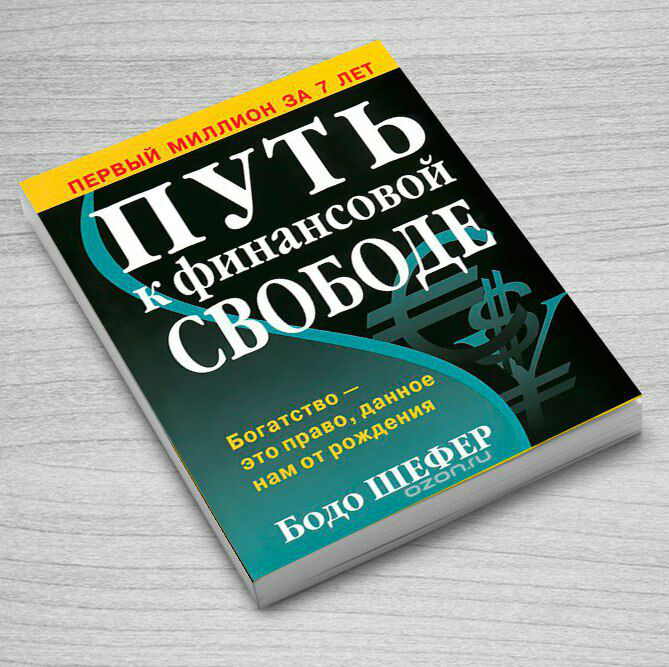 ПЕРВЫЙ МИЛЛИОН ЗА 7 ЛЕТ
ПУТЬ
к финансовой
СВОБОДЕ
Богатство —
это право, данное
нам от рождения
Бодо ШЕФЕР
ozon.ru